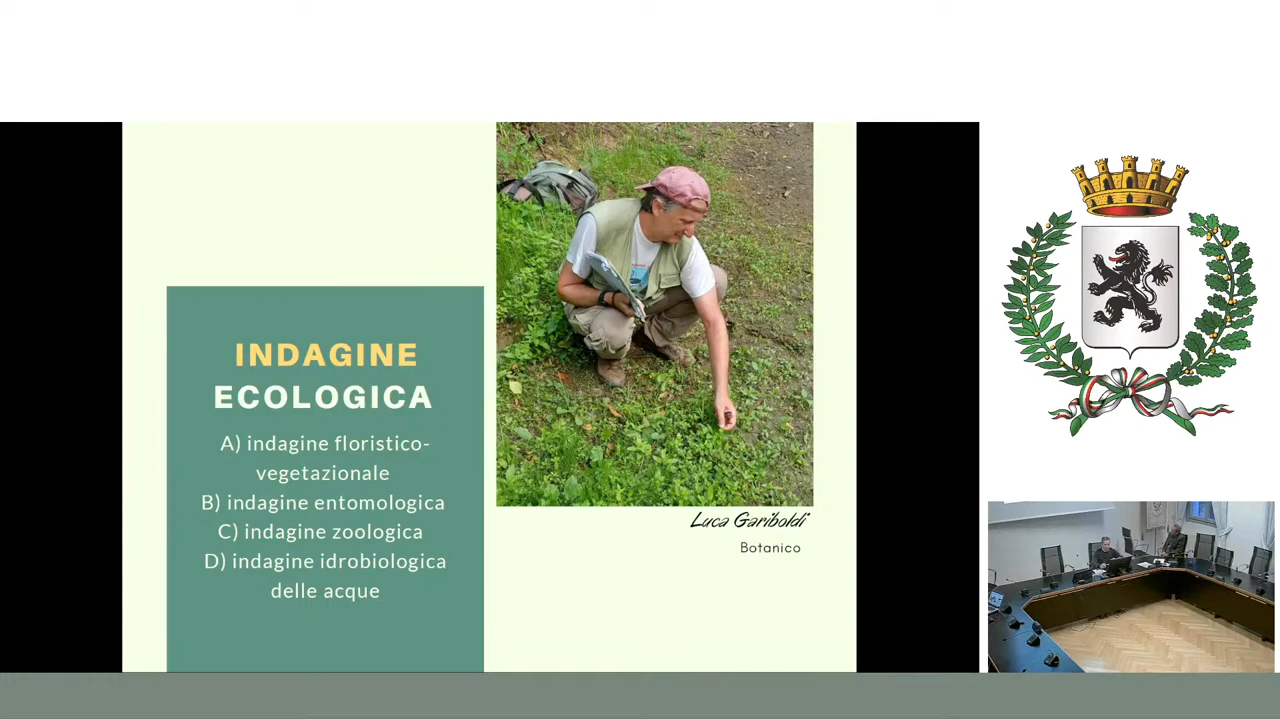 INDAGINE
ECOLOGICA
A) indagine floristico-
vegetazionale
B) indagine entomologica
C) indagine zoologica
D) indagine idrobiologica
delle acque
Luca Gariboldi
Botanico